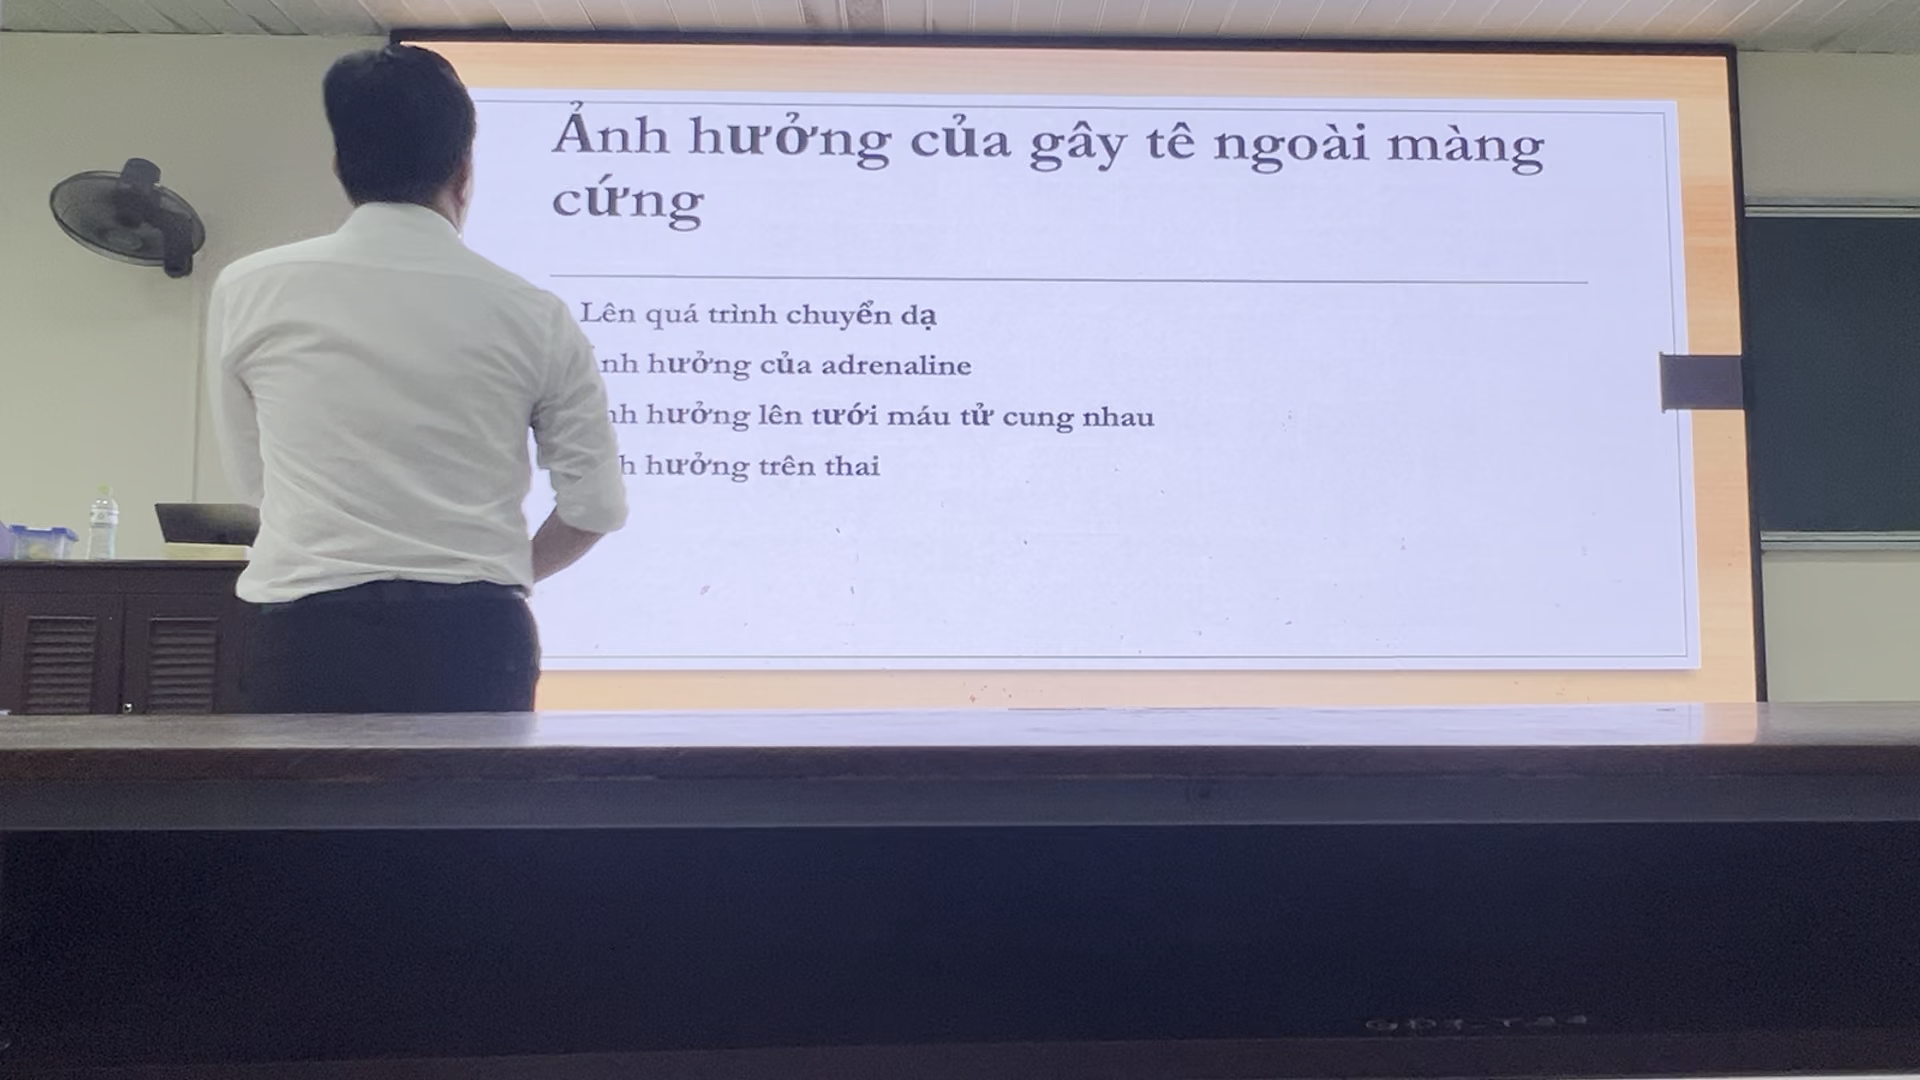 Ảnh hưởng của gây tê ngoài màng
cứng
Lên quá trình chuyển dạ
nh hưởng của adrenaline
hưởng lên tưới máu tử cung nhau
hưởng trên thai